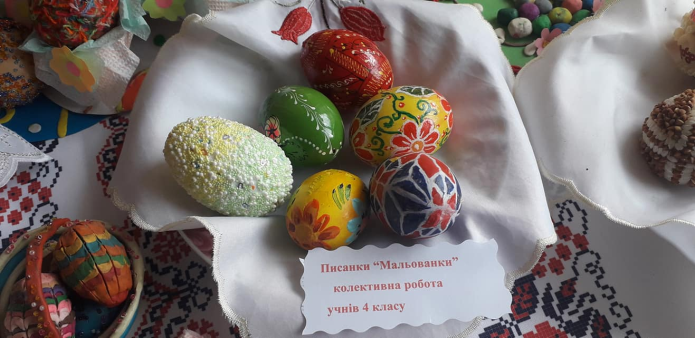 Писанки “Мальованки”
колективна робота
учнів 4 класу